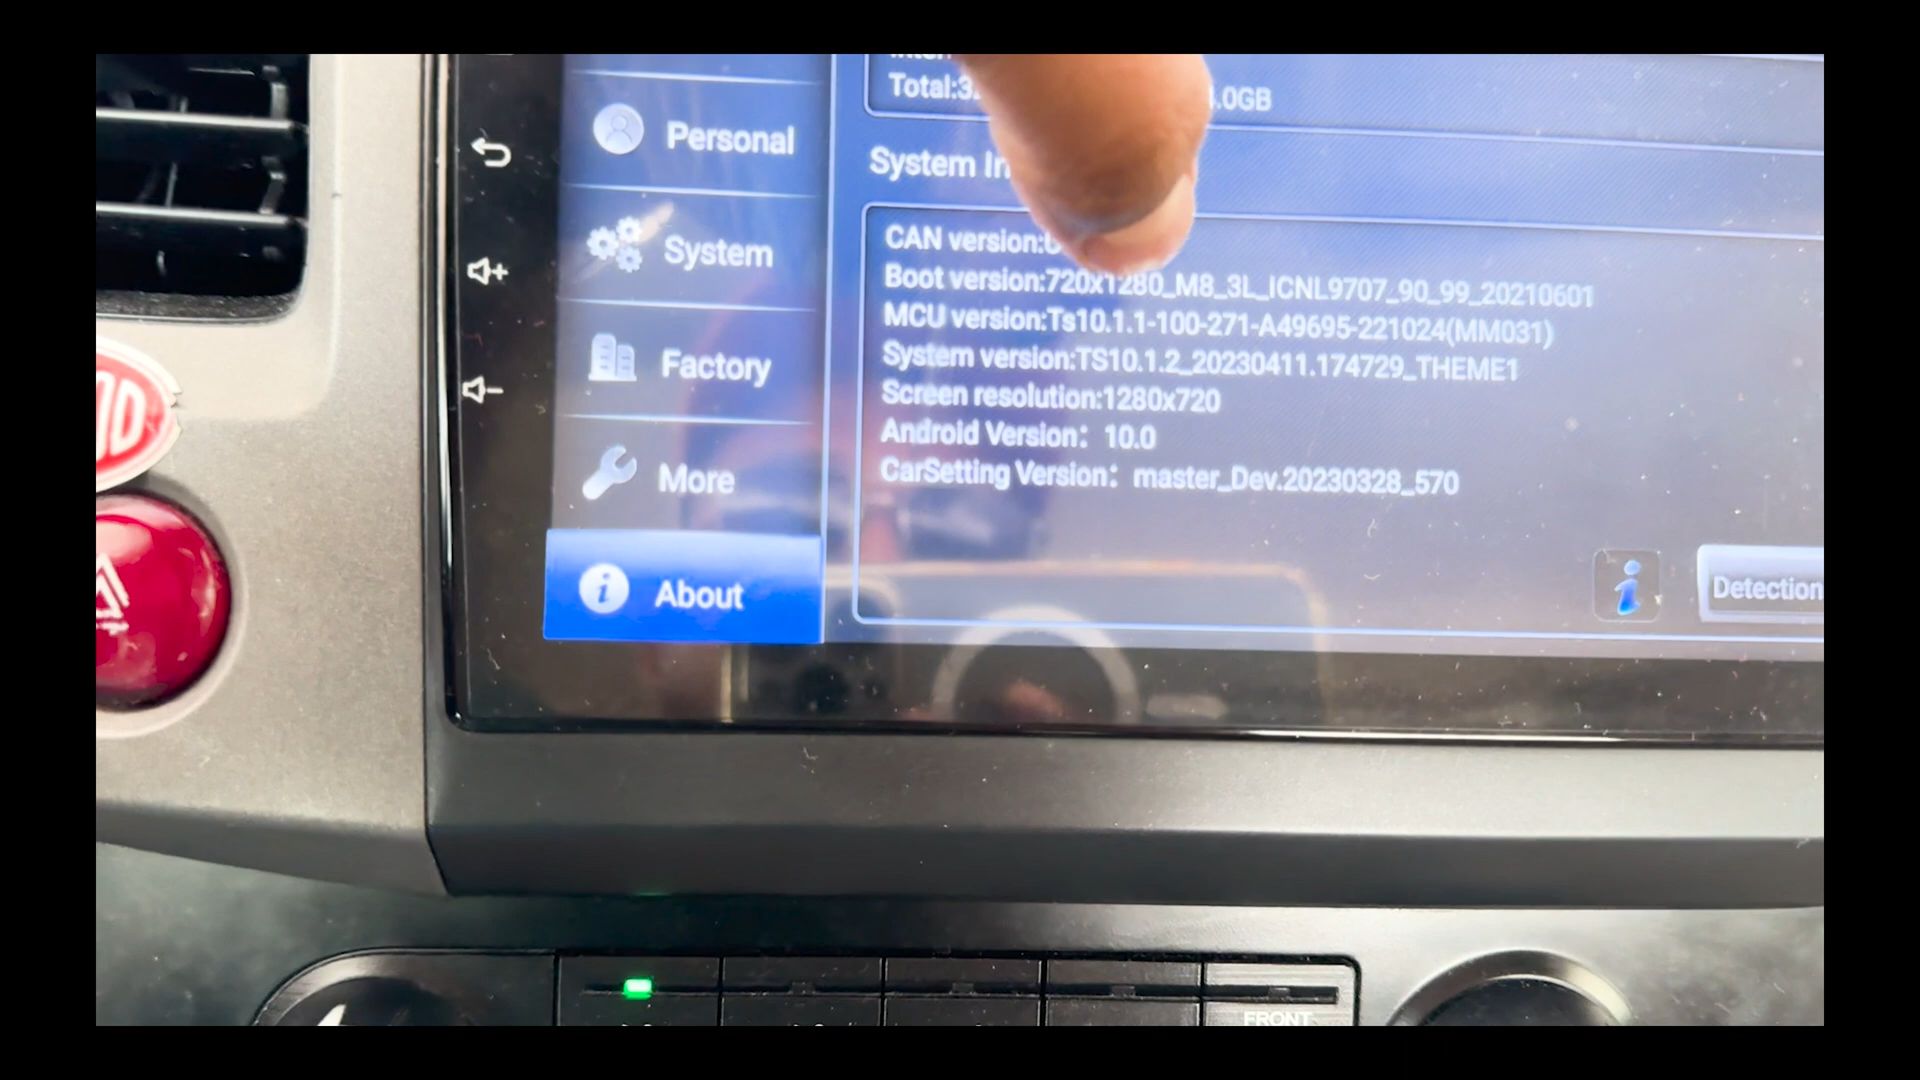 Total:3
.0GB
Personal
System
CAN version:
Boot version:720x1280_M8_3L_ICNL9707_90_99_20210601
System
MCU version:Ts10.1.1-100-271-A49695-221024(MM031)
System version:TS10.1.2_20230411.174729_THEME1
Factory
Screen resolution:1280x720
Android Version: 10.0
More
CarSetting Version: master_Dev.20230328_570
About
Detection
FRONT